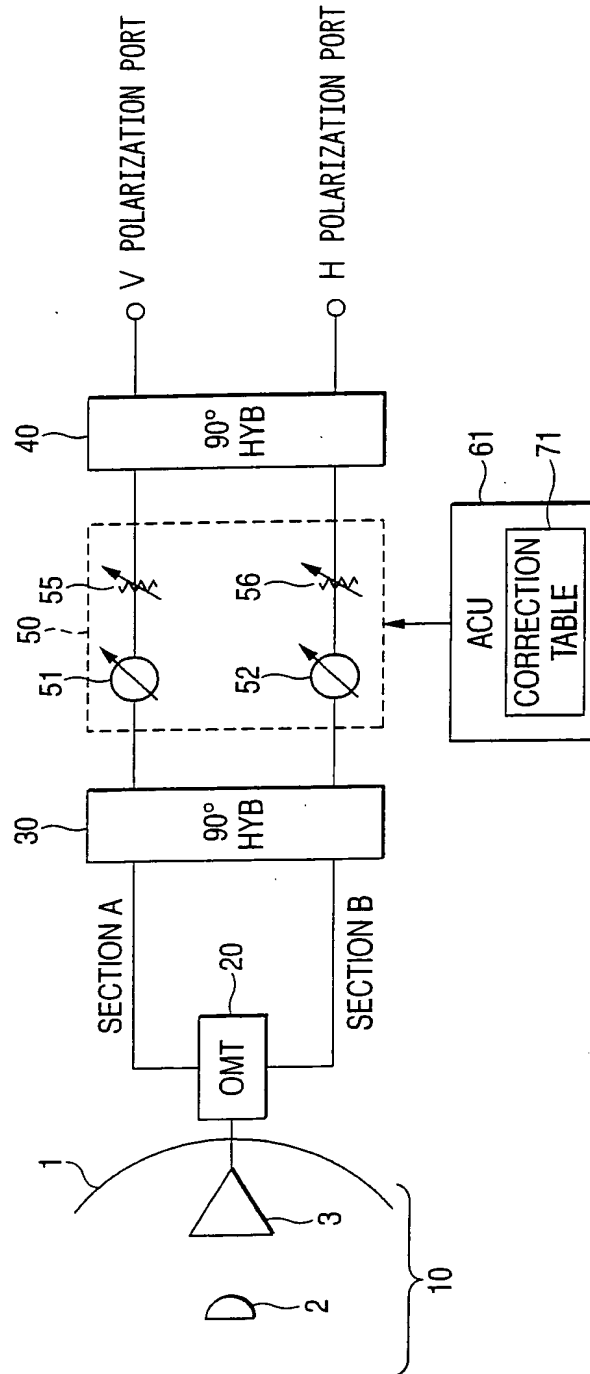 1
2
3
10
OMT
20
SECTION A
SECTION B
30
90°
HYB
50
51
52
55
56
40
90°
HYB
V POLARIZATION PORT
H POLARIZATION PORT
61
ACU
71
CORRECTION
TABLE